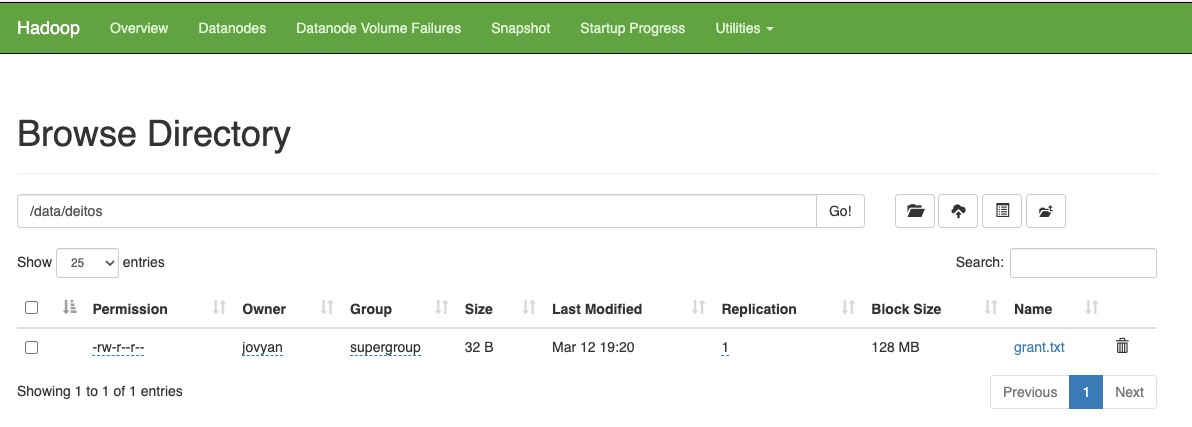 Hadoop Overview Datanodes Datanode Volume Failures Snapshot Startup Progress Utilities
Browse Directory
/data/deitos Go!
Show 25 entries Search:
Permission Owner Group Size Last Modified Replication Block Size Name
-rw-r--r-- jovyan supergroup 32 B Mar 12 19:20 1 128 MB grant.txt
Showing 1 to 1 of 1 entries Previous 1 Next